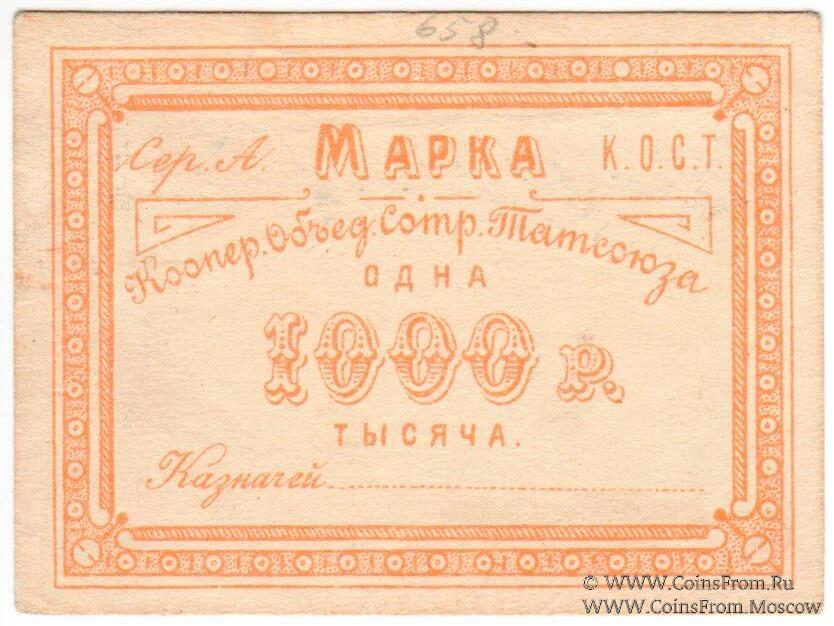 658
Сер. А. МАРКА К.О.С.Т.
Коопер. Объед. Сотр. Татсоюза
ОДНА
1000 Р.
ТЫСЯЧА.
Казначей
© WWW.CoinsFrom.Ru
WWW.CoinsFrom.Moscow